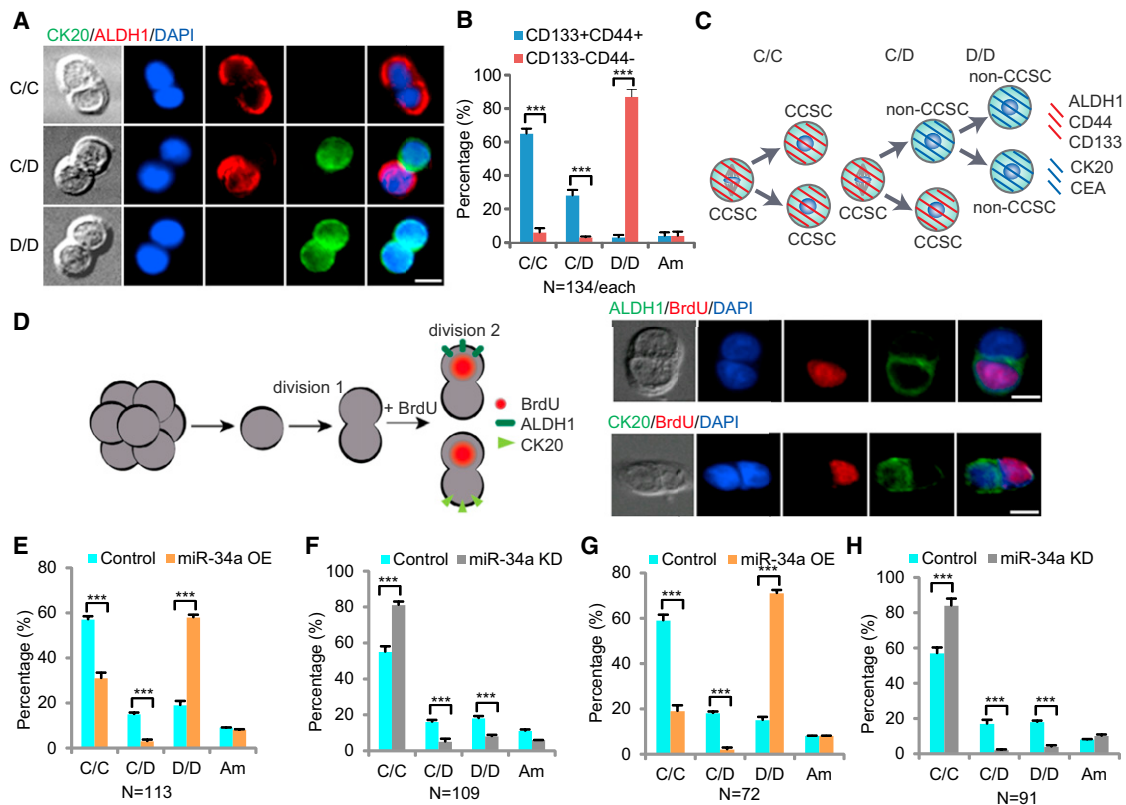 A
CK20/ALDH1/DAPI
C/C
C/D
D/D
B
CD133+CD44+
CD133-CD44-
Percentage (%)
100
80
60
40
20
0
***
***
***
C/C C/D D/D Am
N=134/each
C
C/C C/D D/D
CCSC
CCSC
CCSC
CCSC
non-CCSC
CCSC
non-CCSC
non-CCSC
ALDH1
CD44
CD133
CK20
CEA
D
division 1
+ BrdU
division 2
BrdU
ALDH1
CK20
ALDH1/BrdU/DAPI
CK20/BrdU/DAPI
E
Control miR-34a OE
Percentage (%)
80
60
40
20
0
***
***
***
C/C C/D D/D Am
N=113
F
Control miR-34a KD
Percentage (%)
100
80
60
40
20
0
***
***
***
C/C C/D D/D Am
N=109
G
Control miR-34a OE
Percentage (%)
80
60
40
20
0
***
***
***
C/C C/D D/D Am
N=72
H
Control miR-34a KD
Percentage (%)
100
80
60
40
20
0
***
***
***
C/C C/D D/D Am
N=91